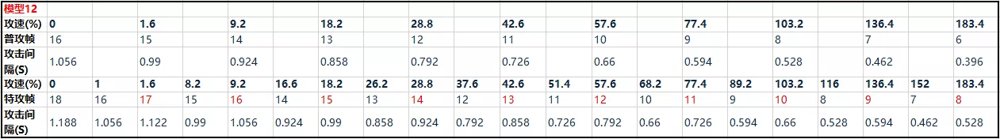 模型12
攻速(%) 0 1.6 9.2 18.2 28.8 42.6 57.6 77.4 103.2 136.4 183.4
普攻帧 16 15 14 13 12 11 10 9 8 7 6
攻击间
隔(S) 1.056 0.99 0.924 0.858 0.792 0.726 0.66 0.594 0.528 0.462 0.396
攻速(%) 0 1 1.6 8.2 9.2 16.6 18.2 26.2 28.8 37.6 42.6 51.4 57.6 68.2 77.4 89.2 103.2 116 136.4 152 183.4
特攻帧 18 16 17 15 16 14 15 13 14 12 13 11 12 10 11 9 10 8 9 7 8
攻击间
隔(S) 1.188 1.056 1.122 0.99 1.056 0.924 0.99 0.858 0.924 0.792 0.858 0.726 0.792 0.66 0.726 0.594 0.66 0.528 0.594 0.462 0.528